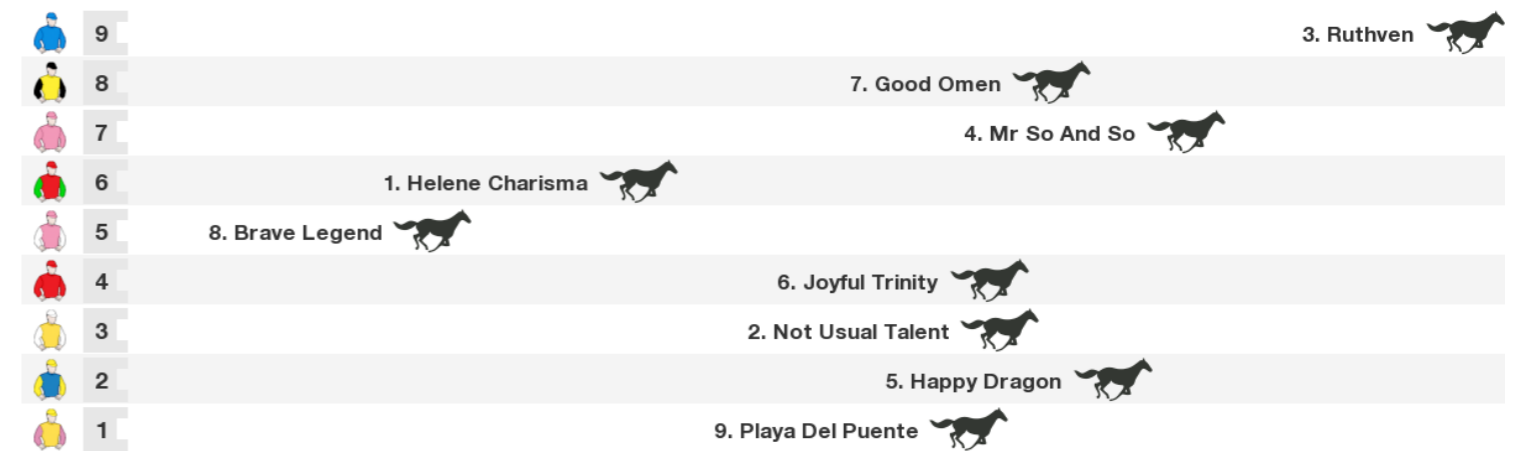 9 3. Ruthven
8 7. Good Omen
7 4. Mr So And So
6 1. Helene Charisma
5 8. Brave Legend
4 6. Joyful Trinity
3 2. Not Usual Talent
2 5. Happy Dragon
1 9. Playa Del Puente